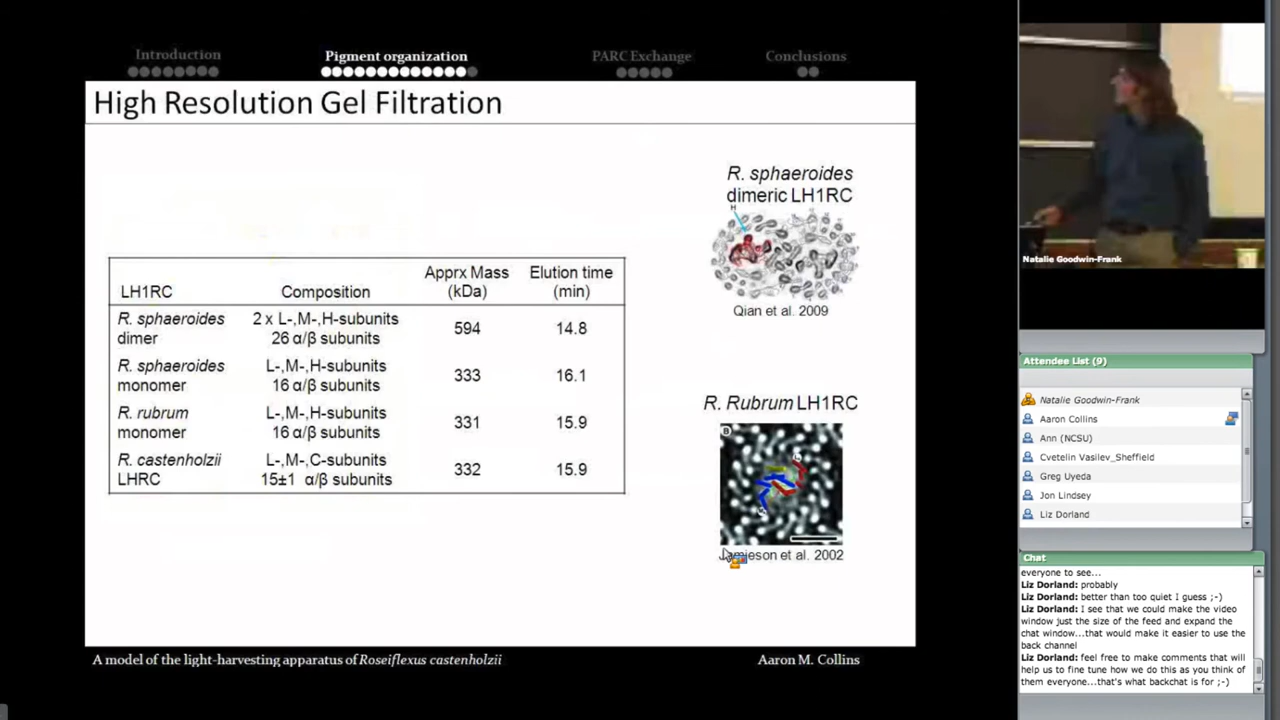 Introduction
Pigment organization
PARC Exchange
Conclusions
High Resolution Gel Filtration
LH1RC
Composition
Apprx Mass
(kDa)
Elution time
(min)
R. sphaeroides
dimer
2 x L-,M-,H-subunits
26 α/β subunits
594
14.8
R. sphaeroides
monomer
L-,M-,H-subunits
16 α/β subunits
333
16.1
R. rubrum
monomer
L-,M-,H-subunits
16 α/β subunits
331
15.9
R. castenholzii
LHRC
L-,M-,C-subunits
15±1 α/β subunits
332
15.9
R. sphaeroides
dimeric LH1RC
H
Qian et al. 2009
R. Rubrum LH1RC
B
Jamieson et al. 2002
A model of the light-harvesting apparatus of Roseiflexus castenholzii
Aaron M. Collins
Natalie Goodwin-Frank
Attendee List (9)
Natalie Goodwin-Frank
Aaron Collins
Ann (NCSU)
Cvetelin Vasilev_Sheffield
Greg Uyeda
Jon Lindsey
Liz Dorland
Chat
everyone to see...
Liz Dorland: probably
Liz Dorland: better than too quiet I guess ;-)
Liz Dorland: I see that we could make the video
window just the size of the feed and expand the
chat window...that would make it easier to use the
back channel
Liz Dorland: feel free to make comments that will
help us to fine tune how we do this as you think of
them everyone...that's what backchat is for ;-)